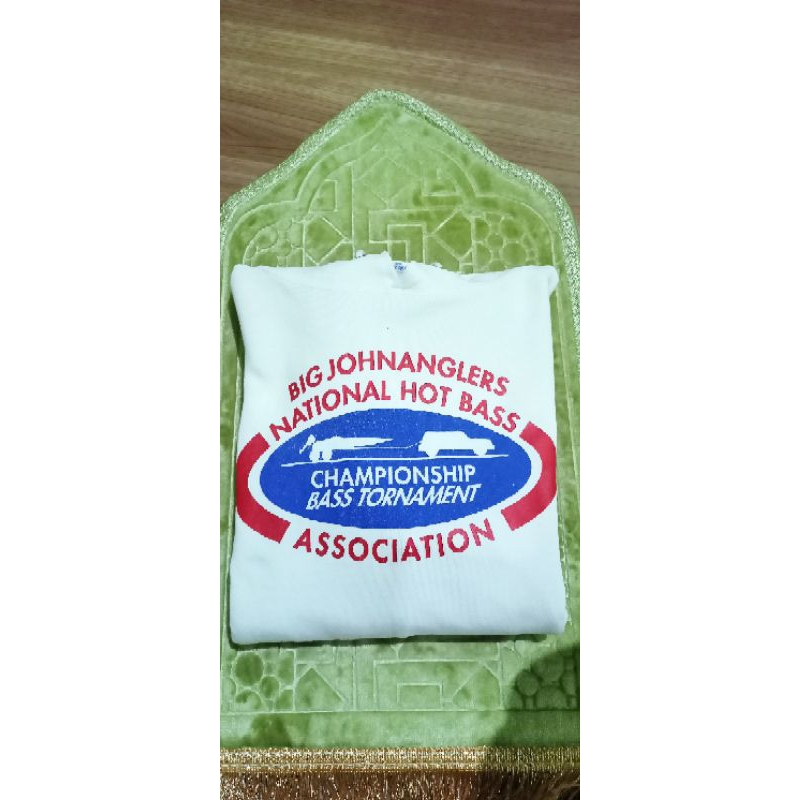 BIG JOHNANGLERS
NATIONAL HOT BASS
CHAMPIONSHIP
BASS TORNAMENT
ASSOCIATION